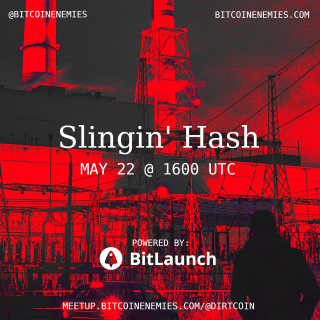 @BITCOINENEMIES
BITCOINENEMIES.COM
Slingin' Hash
MAY 22 @ 1600 UTC
POWERED BY:
BitLaunch
MEETUP.BITCOINENEMIES.COM/@DIRTCOIN